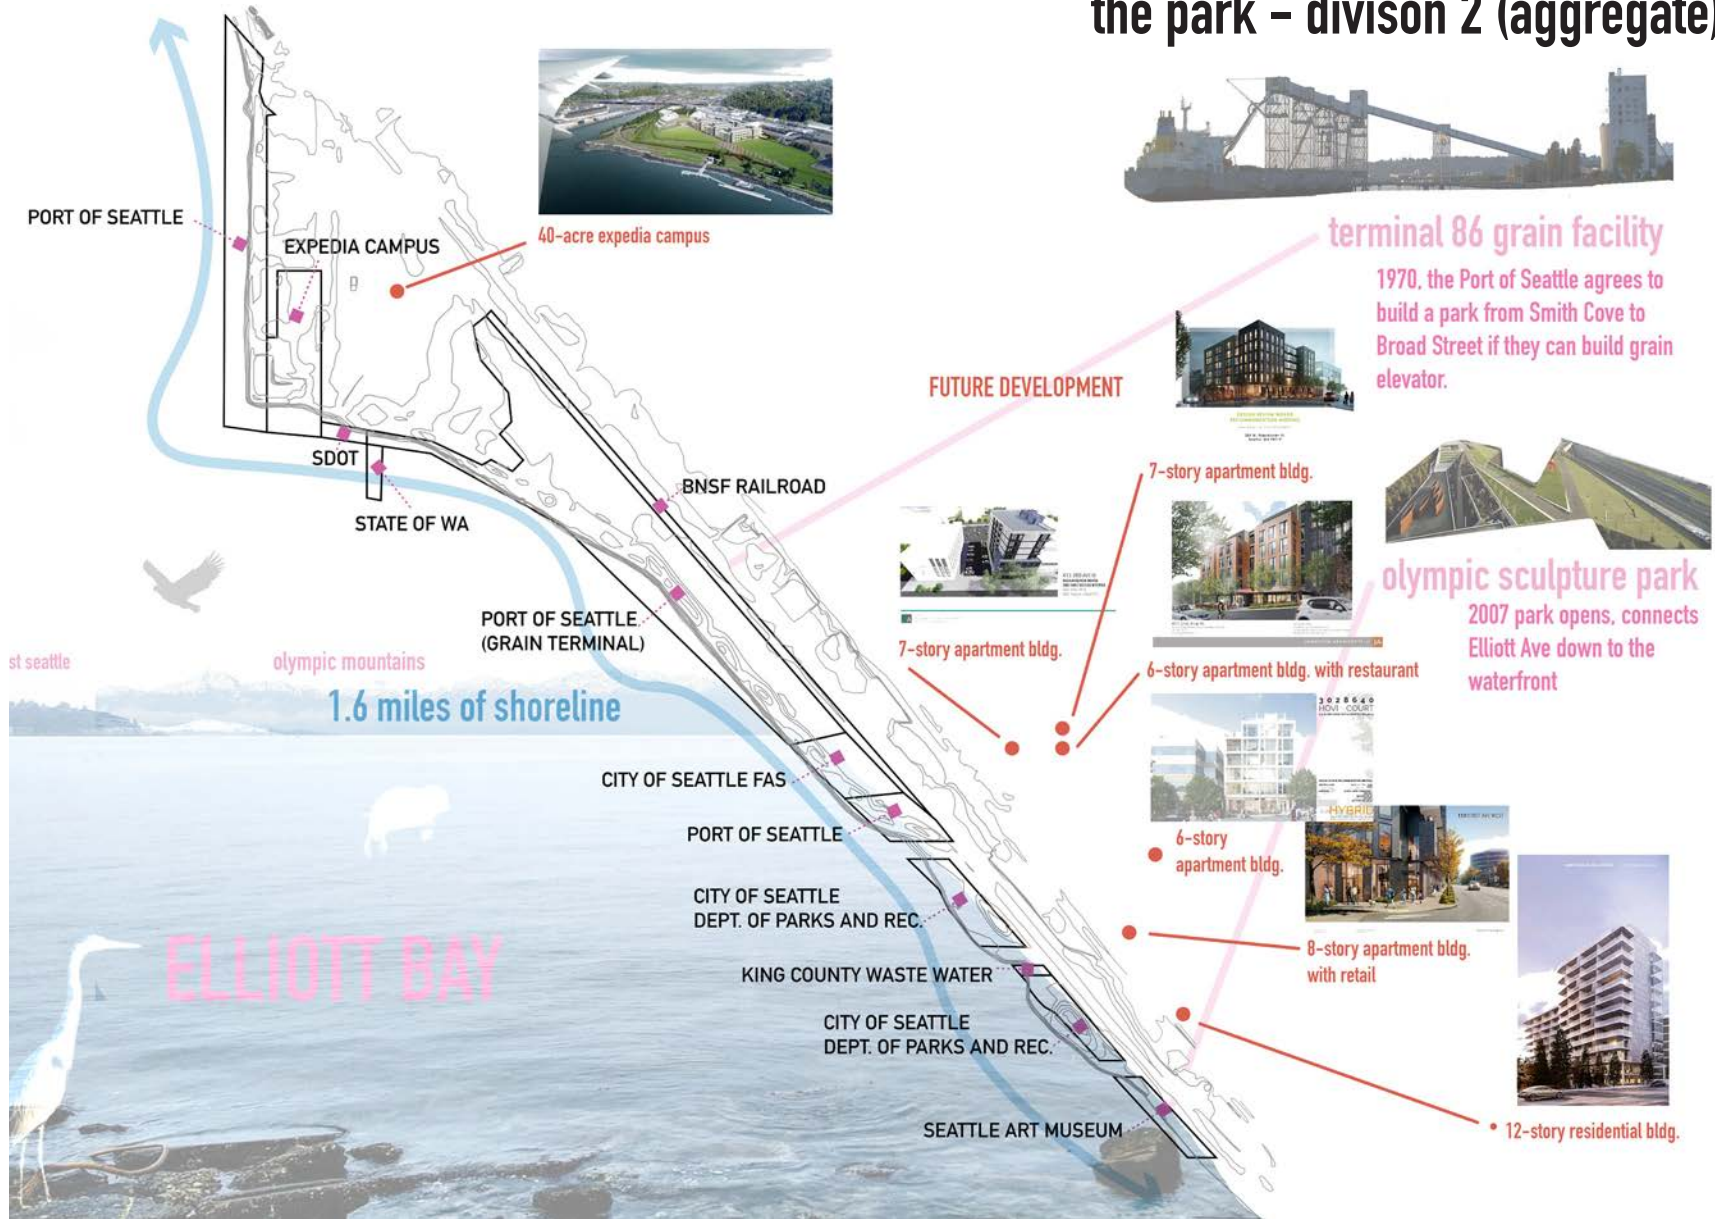 the park – divison 2 (aggregate)
PORT OF SEATTLE
EXPEDIA CAMPUS
40-acre expedia campus
terminal 86 grain facility
1970, the Port of Seattle agrees to
build a park from Smith Cove to
Broad Street if they can build grain
elevator.
FUTURE DEVELOPMENT
SDOT
STATE OF WA
BNSF RAILROAD
7-story apartment bldg.
olympic sculpture park
2007 park opens, connects
Elliott Ave down to the
waterfront
PORT OF SEATTLE
(GRAIN TERMINAL)
7-story apartment bldg.
6-story apartment bldg. with restaurant
st seattle
olympic mountains
1.6 miles of shoreline
3028640
HOVI COURT
HYBRID
CITY OF SEATTLE FAS
PORT OF SEATTLE
6-story
apartment bldg.
CITY OF SEATTLE
DEPT. OF PARKS AND REC.
ELLIOTT BAY
KING COUNTY WASTE WATER
8-story apartment bldg.
with retail
CITY OF SEATTLE
DEPT. OF PARKS AND REC.
SEATTLE ART MUSEUM
• 12-story residential bldg.